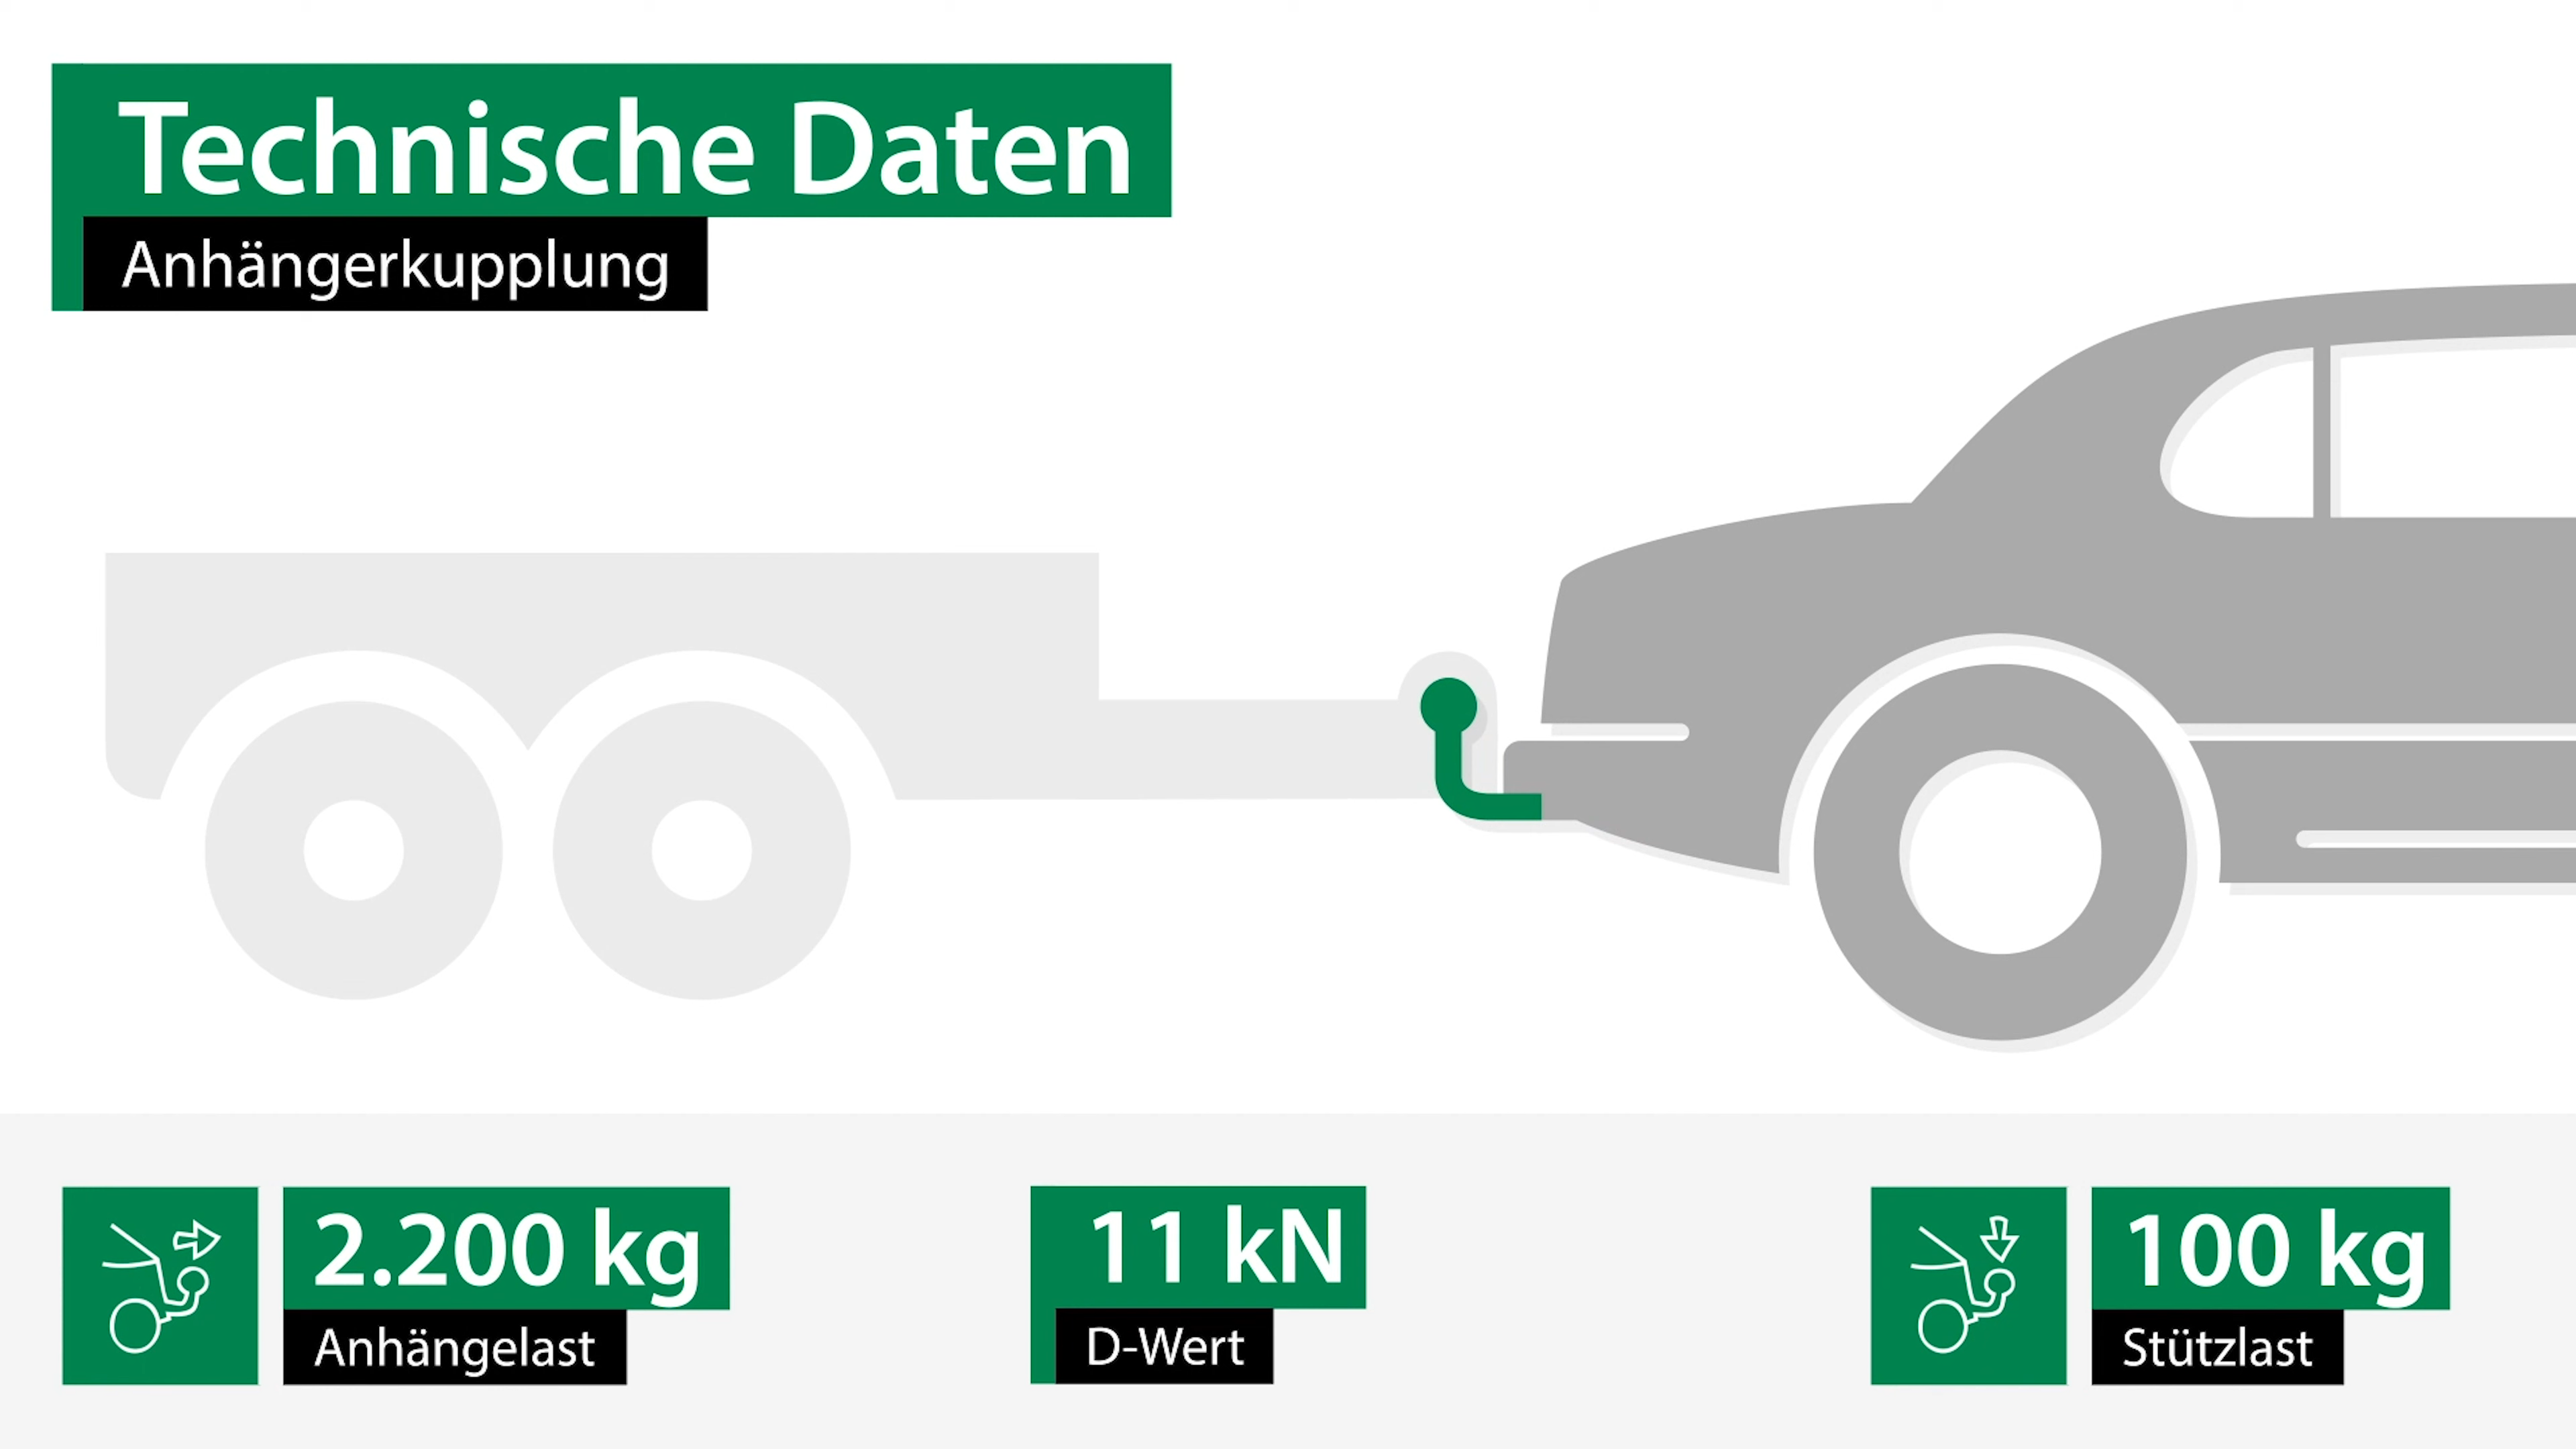 Technische Daten
Anhängerkupplung
2.200 kg
Anhängelast
11 kN
D-Wert
100 kg
Stützlast